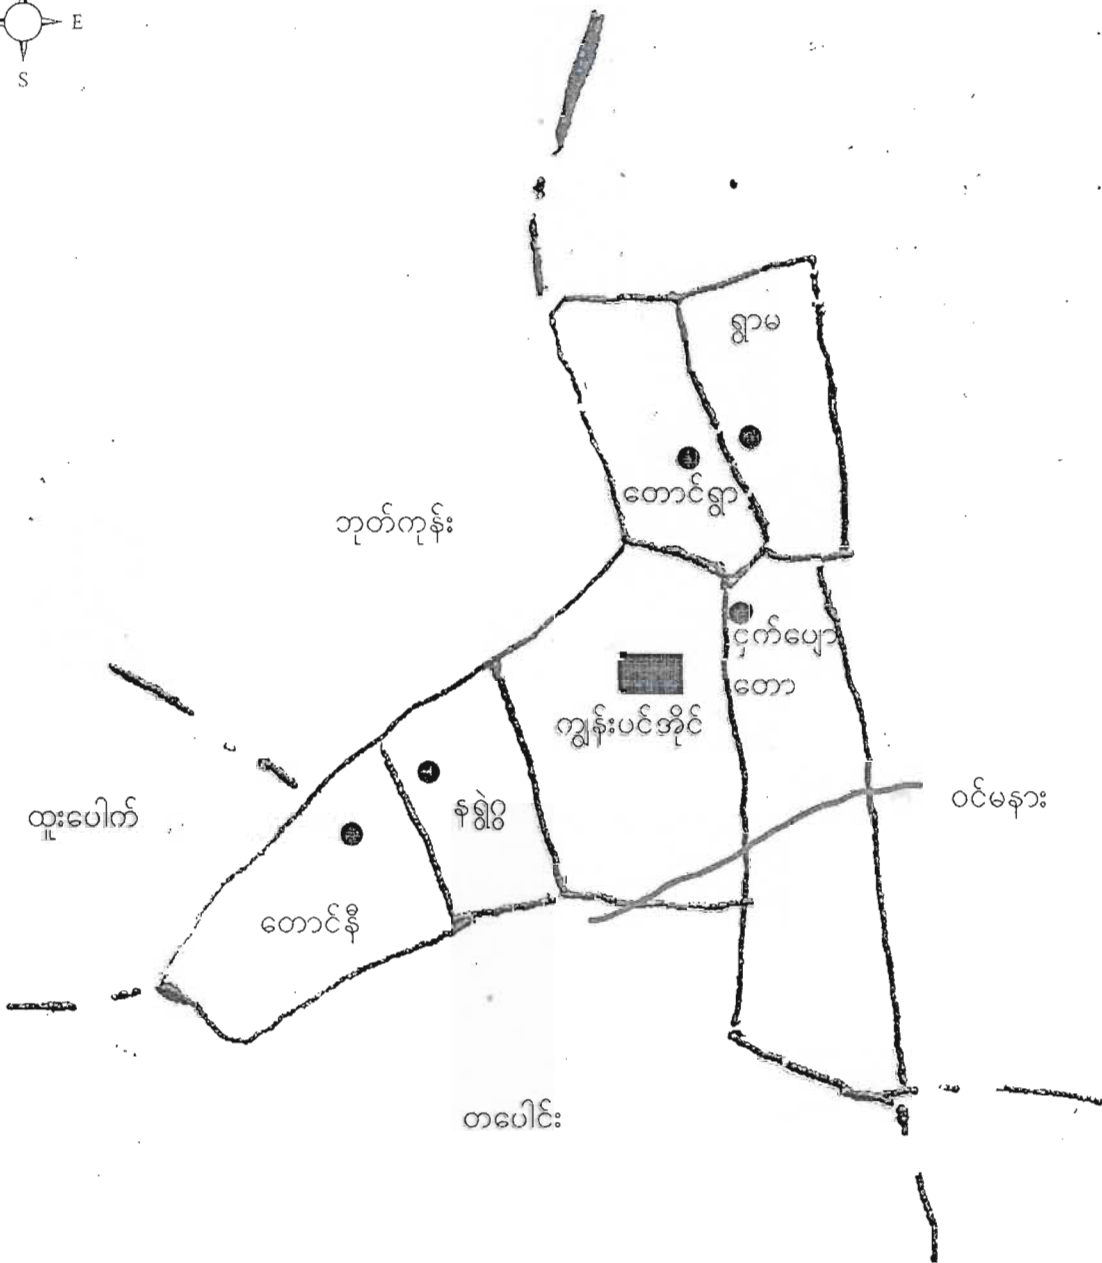 E
S
ရွာမ
တောင်ရွာ
ဘုတ်ကုန်း
ငှက်ပျော
တော
ကျွန်းပင်အိုင်
ဝင်မနား
နရွဲဂွ
ထူးပေါက်
တောင်နီ
တပေါင်း